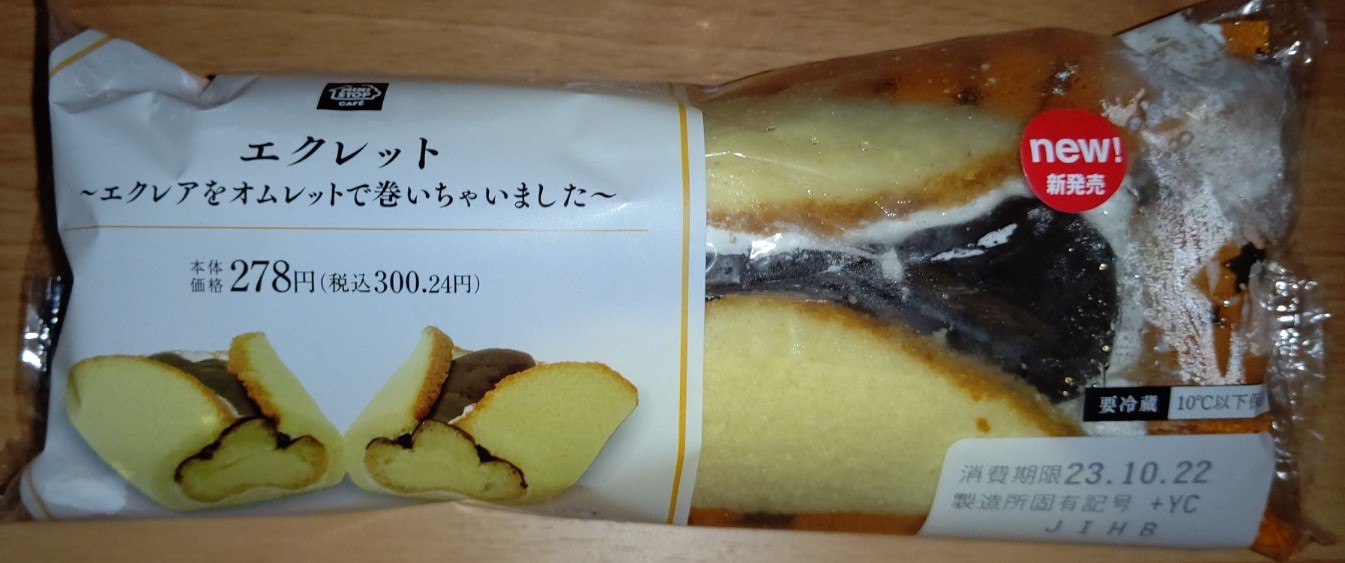 MINI
STOP
CAFÉ
エクレット
～エクレアをオムレットで巻いちゃいました～
本体
価格 278円(税込300.24円)
new!
新発売
要冷蔵 10℃以下保
消費期限23.10.22
製造所固有記号 +YC
JIHB